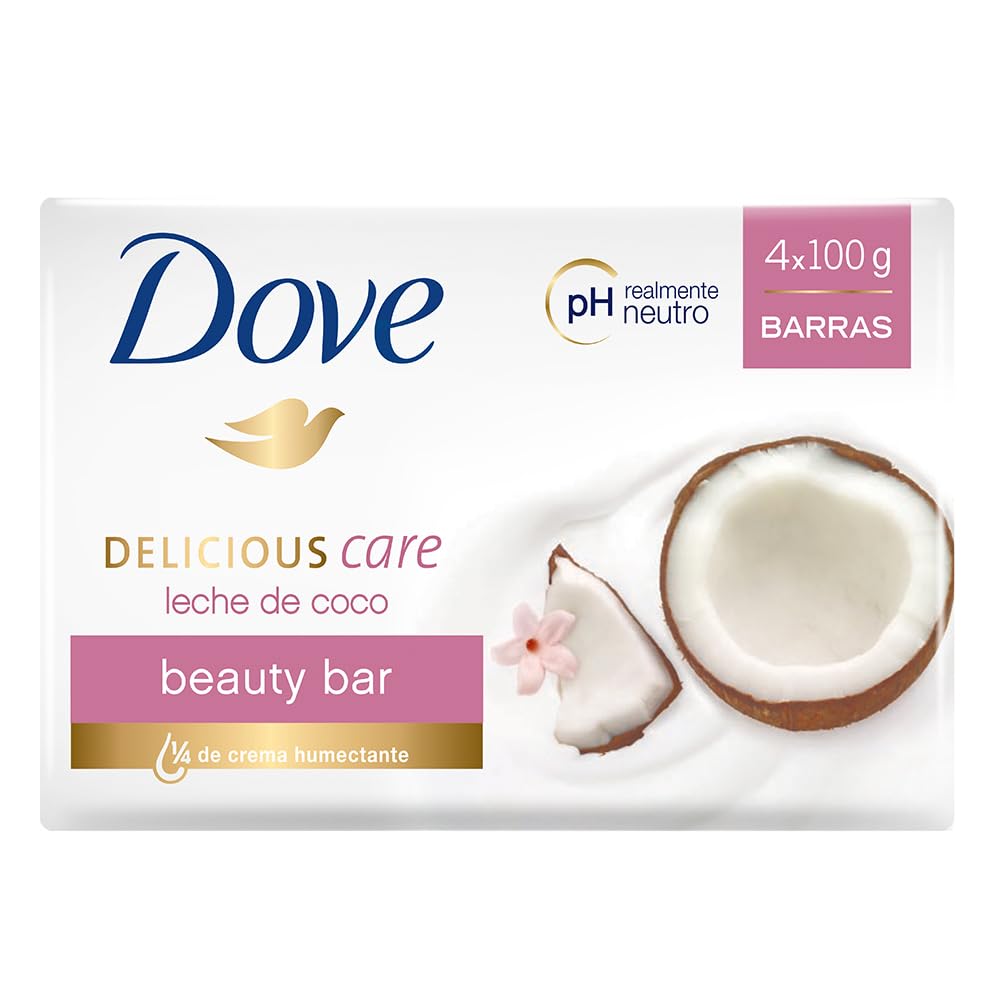 Dove
pH realmente
neutro
4x100 g
BARRAS
DELICIOUS care
leche de coco
beauty bar
1/4 de crema humectante